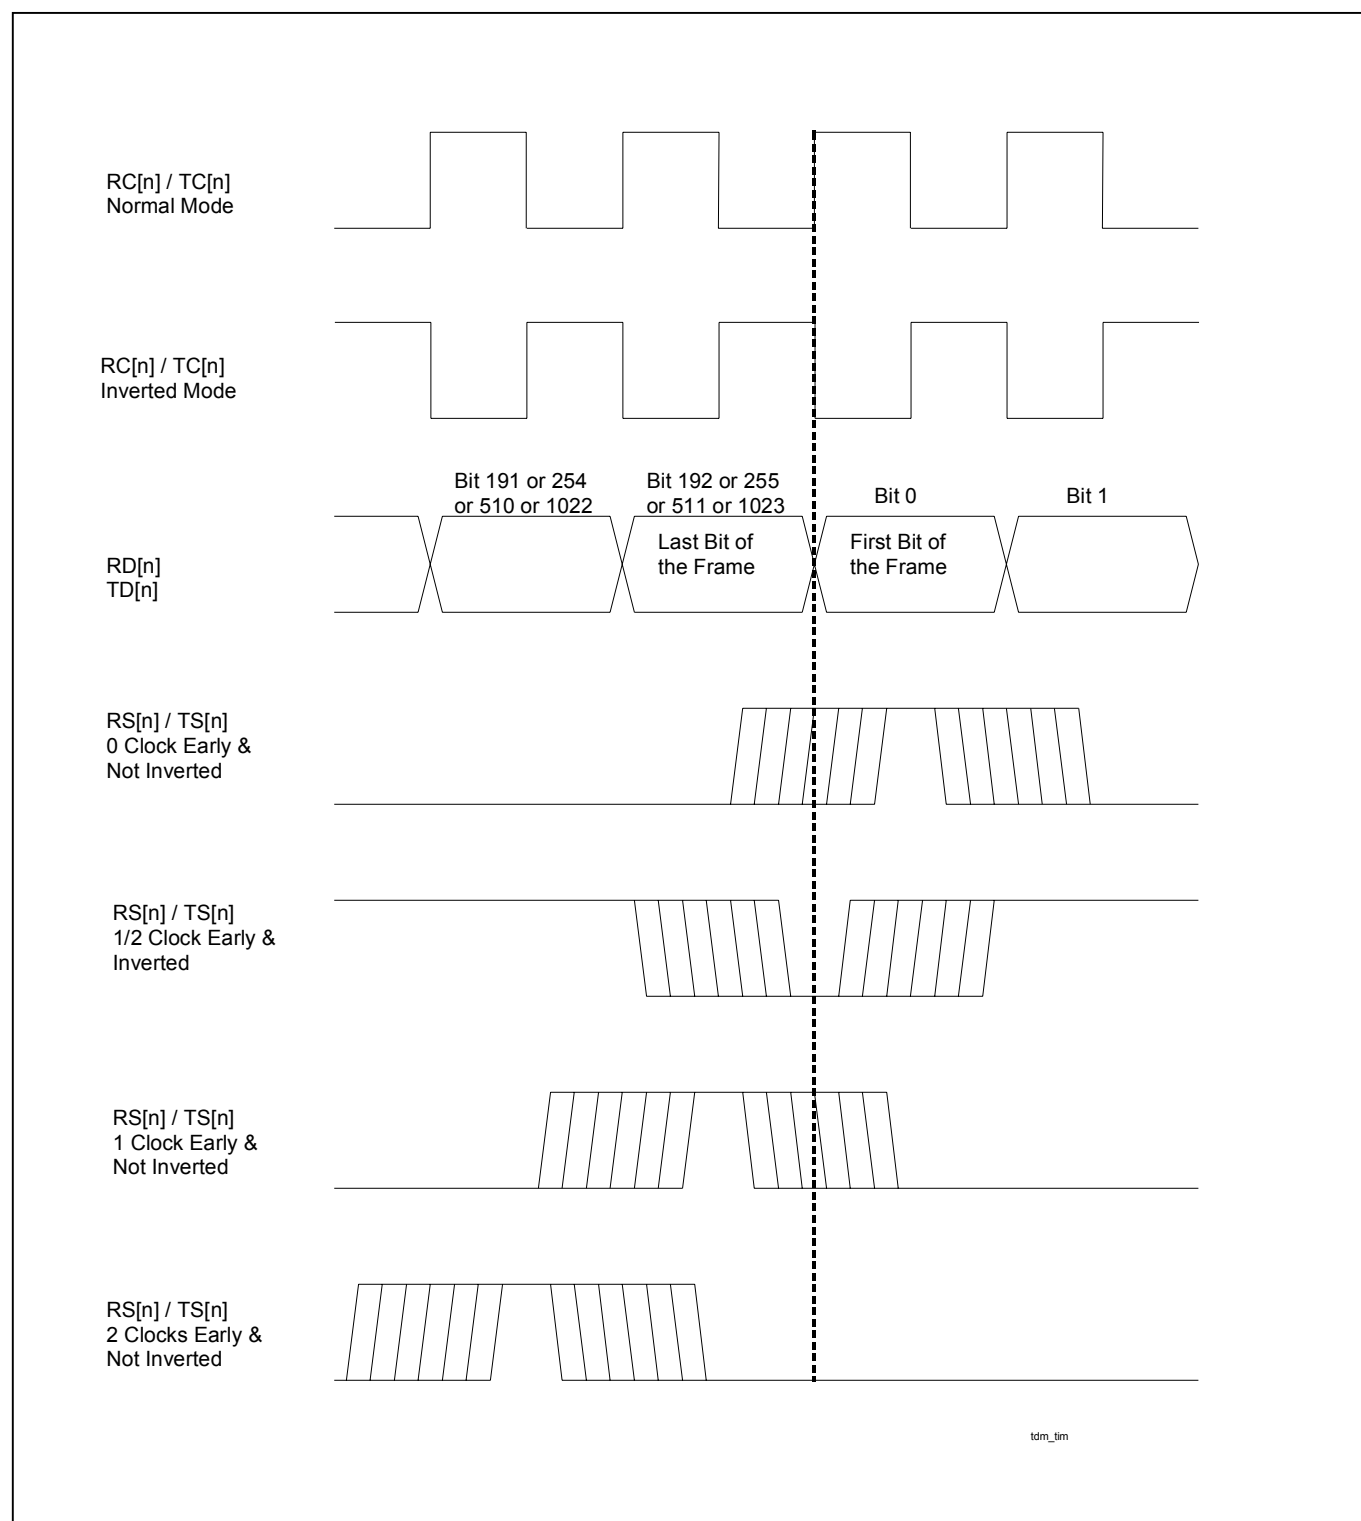 RC[n] / TC[n]
Normal Mode
RC[n] / TC[n]
Inverted Mode
Bit 191 or 254
or 510 or 1022
Bit 192 or 255
or 511 or 1023
Bit 0
Bit 1
Last Bit of
the Frame
First Bit of
the Frame
RD[n]
TD[n]
RS[n] / TS[n]
0 Clock Early &
Not Inverted
RS[n] / TS[n]
1/2 Clock Early &
Inverted
RS[n] / TS[n]
1 Clock Early &
Not Inverted
RS[n] / TS[n]
2 Clocks Early &
Not Inverted
tdm_tim